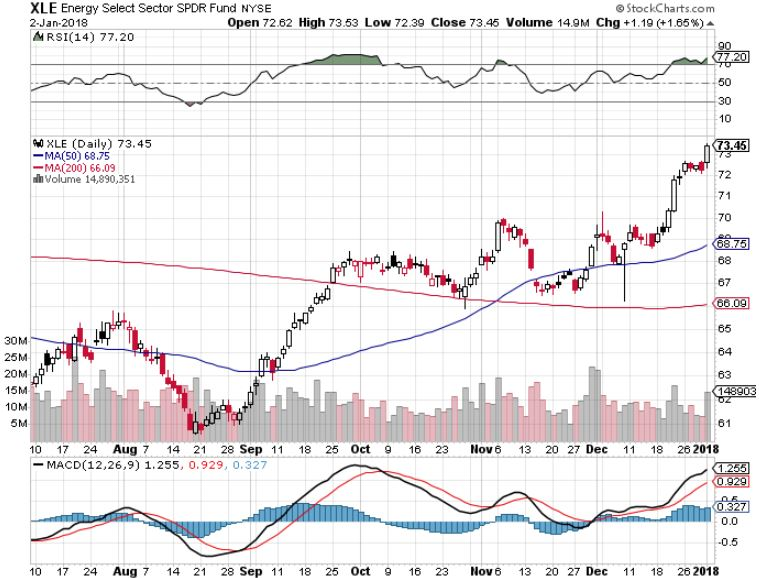 XLE Energy Select Sector SPDR Fund NYSE © StockCharts.com
2-Jan-2018 Open 72.62 High 73.53 Low 72.39 Close 73.45 Volume 14.9M Chg +1.19 (+1.65%)
RSI(14) 77.20
90
77.20
70
50
30
10
XLE (Daily) 73.45
MA(50) 68.75
MA(200) 66.09
Volume 14,890,351
73.45
73
72
71
70
69
68.75
68
67
66.09
65
64
63
62
61
30M
25M
20M
15M
10M
5M
148903
10 17 24 Aug 7 14 21 28 Sep 11 18 25 Oct 9 16 23 Nov 6 13 20 27 Dec 11 18 26 2018
MACD(12,26,9) 1.255, 0.929, 0.327
1.255
0.929
0.5
0.327
0.0
-0.5
10 17 24 Aug 7 14 21 28 Sep 11 18 25 Oct 9 16 23 Nov 6 13 20 27 Dec 11 18 26 2018